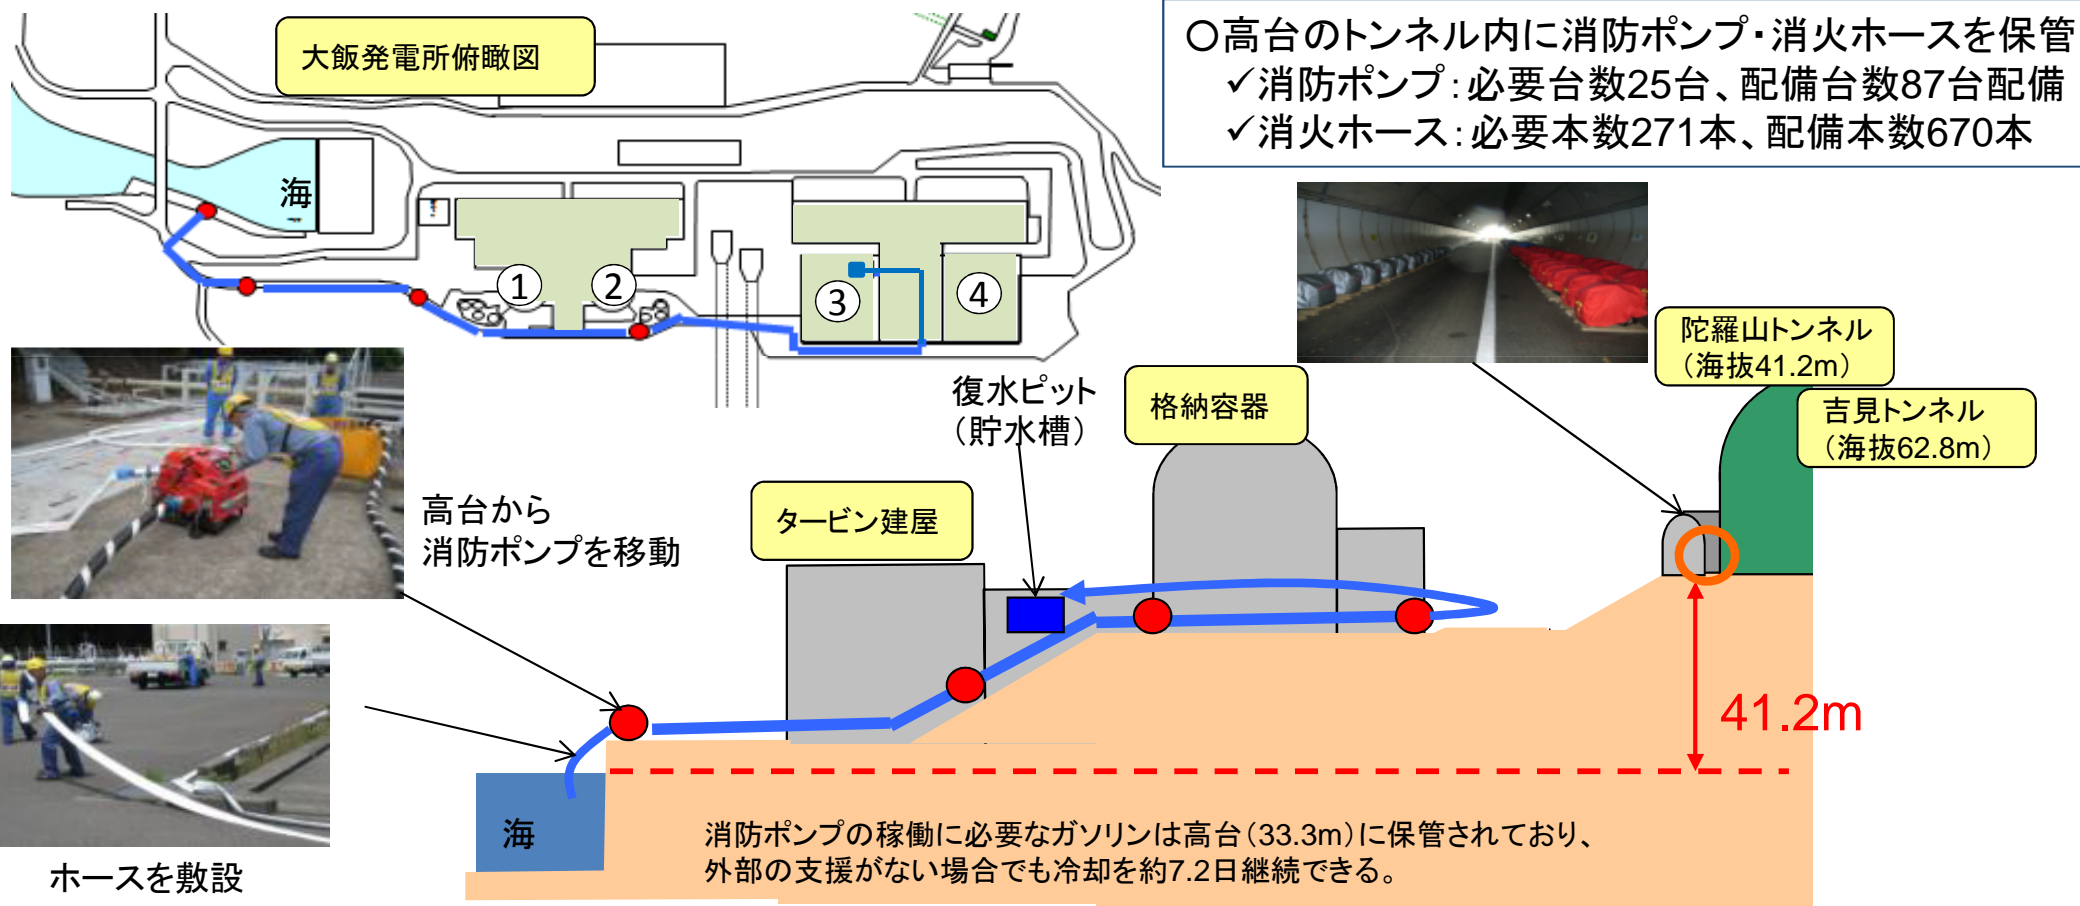 大飯発電所俯瞰図
○高台のトンネル内に消防ポンプ・消火ホースを保管
✓消防ポンプ：必要台数25台、配備台数87台配備
✓消火ホース：必要本数271本、配備本数670本
海
①
②
③
④
陀羅山トンネル
（海抜41.2m）
吉見トンネル
（海抜62.8m）
復水ピット
（貯水槽）
格納容器
タービン建屋
高台から
消防ポンプを移動
41.2m
海
消防ポンプの稼働に必要なガソリンは高台（33.3m）に保管されており、
外部の支援がない場合でも冷却を約7.2日継続できる。
ホースを敷設